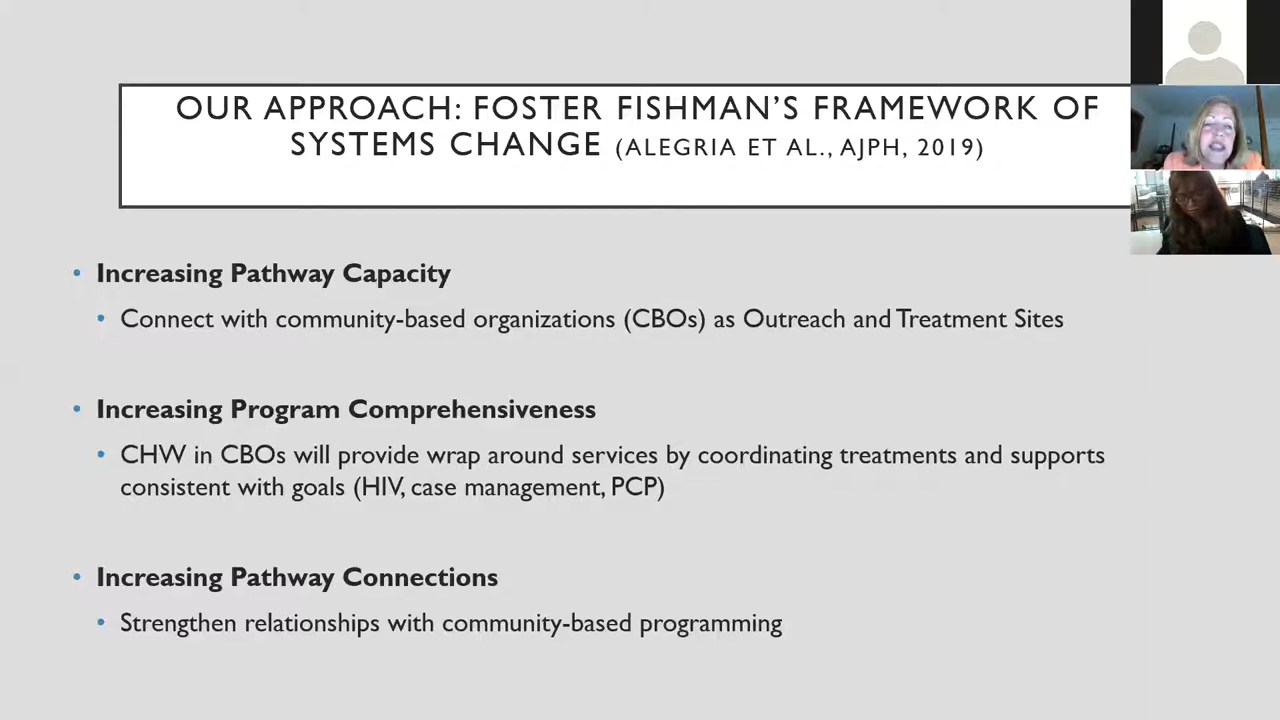 OUR APPROACH: FOSTER FISHMAN'S FRAMEWORK OF
SYSTEMS CHANGE (ALEGRIA ET AL., AJPH, 2019)
• Increasing Pathway Capacity
• Connect with community-based organizations (CBOs) as Outreach and Treatment Sites
• Increasing Program Comprehensiveness
• CHW in CBOs will provide wrap around services by coordinating treatments and supports
consistent with goals (HIV, case management, PCP)
• Increasing Pathway Connections
• Strengthen relationships with community-based programming